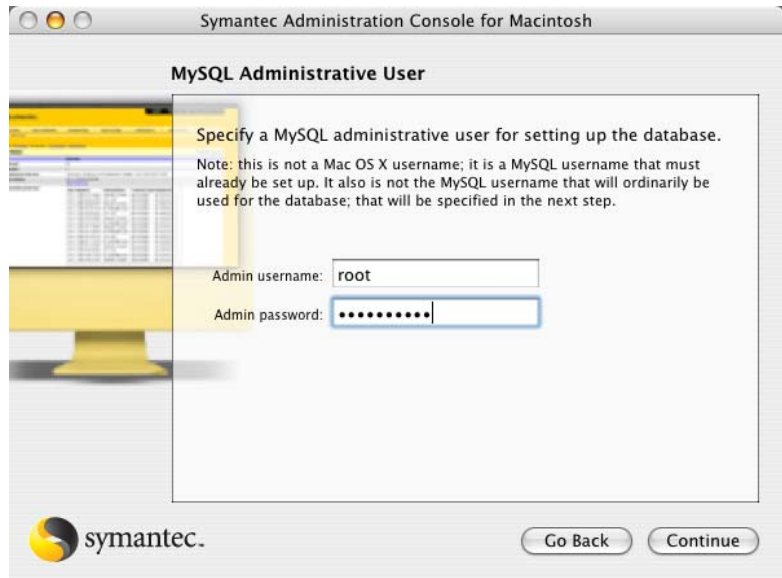 Symantec Administration Console for Macintosh
MySQL Administrative User
Specify a MySQL administrative user for setting up the database.
Note: this is not a Mac OS X username; it is a MySQL username that must
already be set up. It also is not the MySQL username that will ordinarily be
used for the database; that will be specified in the next step.
Admin username: root
Admin password: ••••••••••
symantec.
Go Back Continue